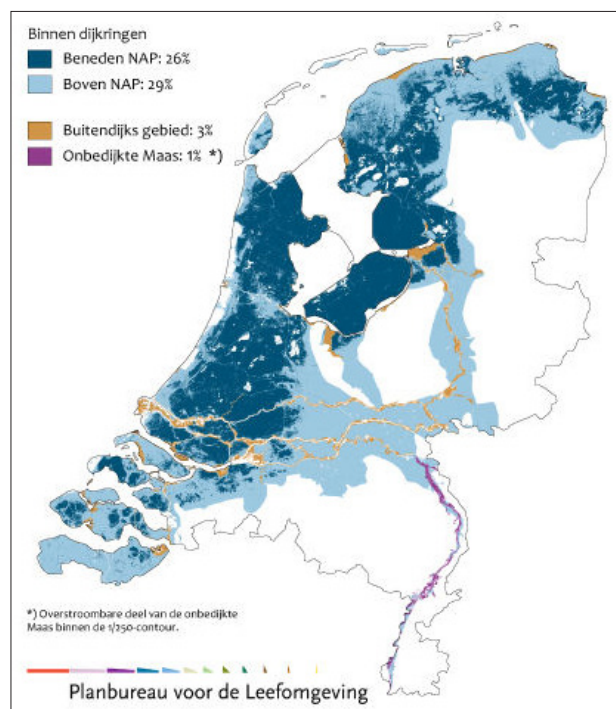 Binnen dijkringen
Beneden NAP: 26%
Boven NAP: 29%
Buitendijks gebied: 3%
Onbedijkte Maas: 1% *)
*) Overstroombare deel van de onbedijkte
Maas binnen de 1/250-contour.
Planbureau voor de Leefomgeving